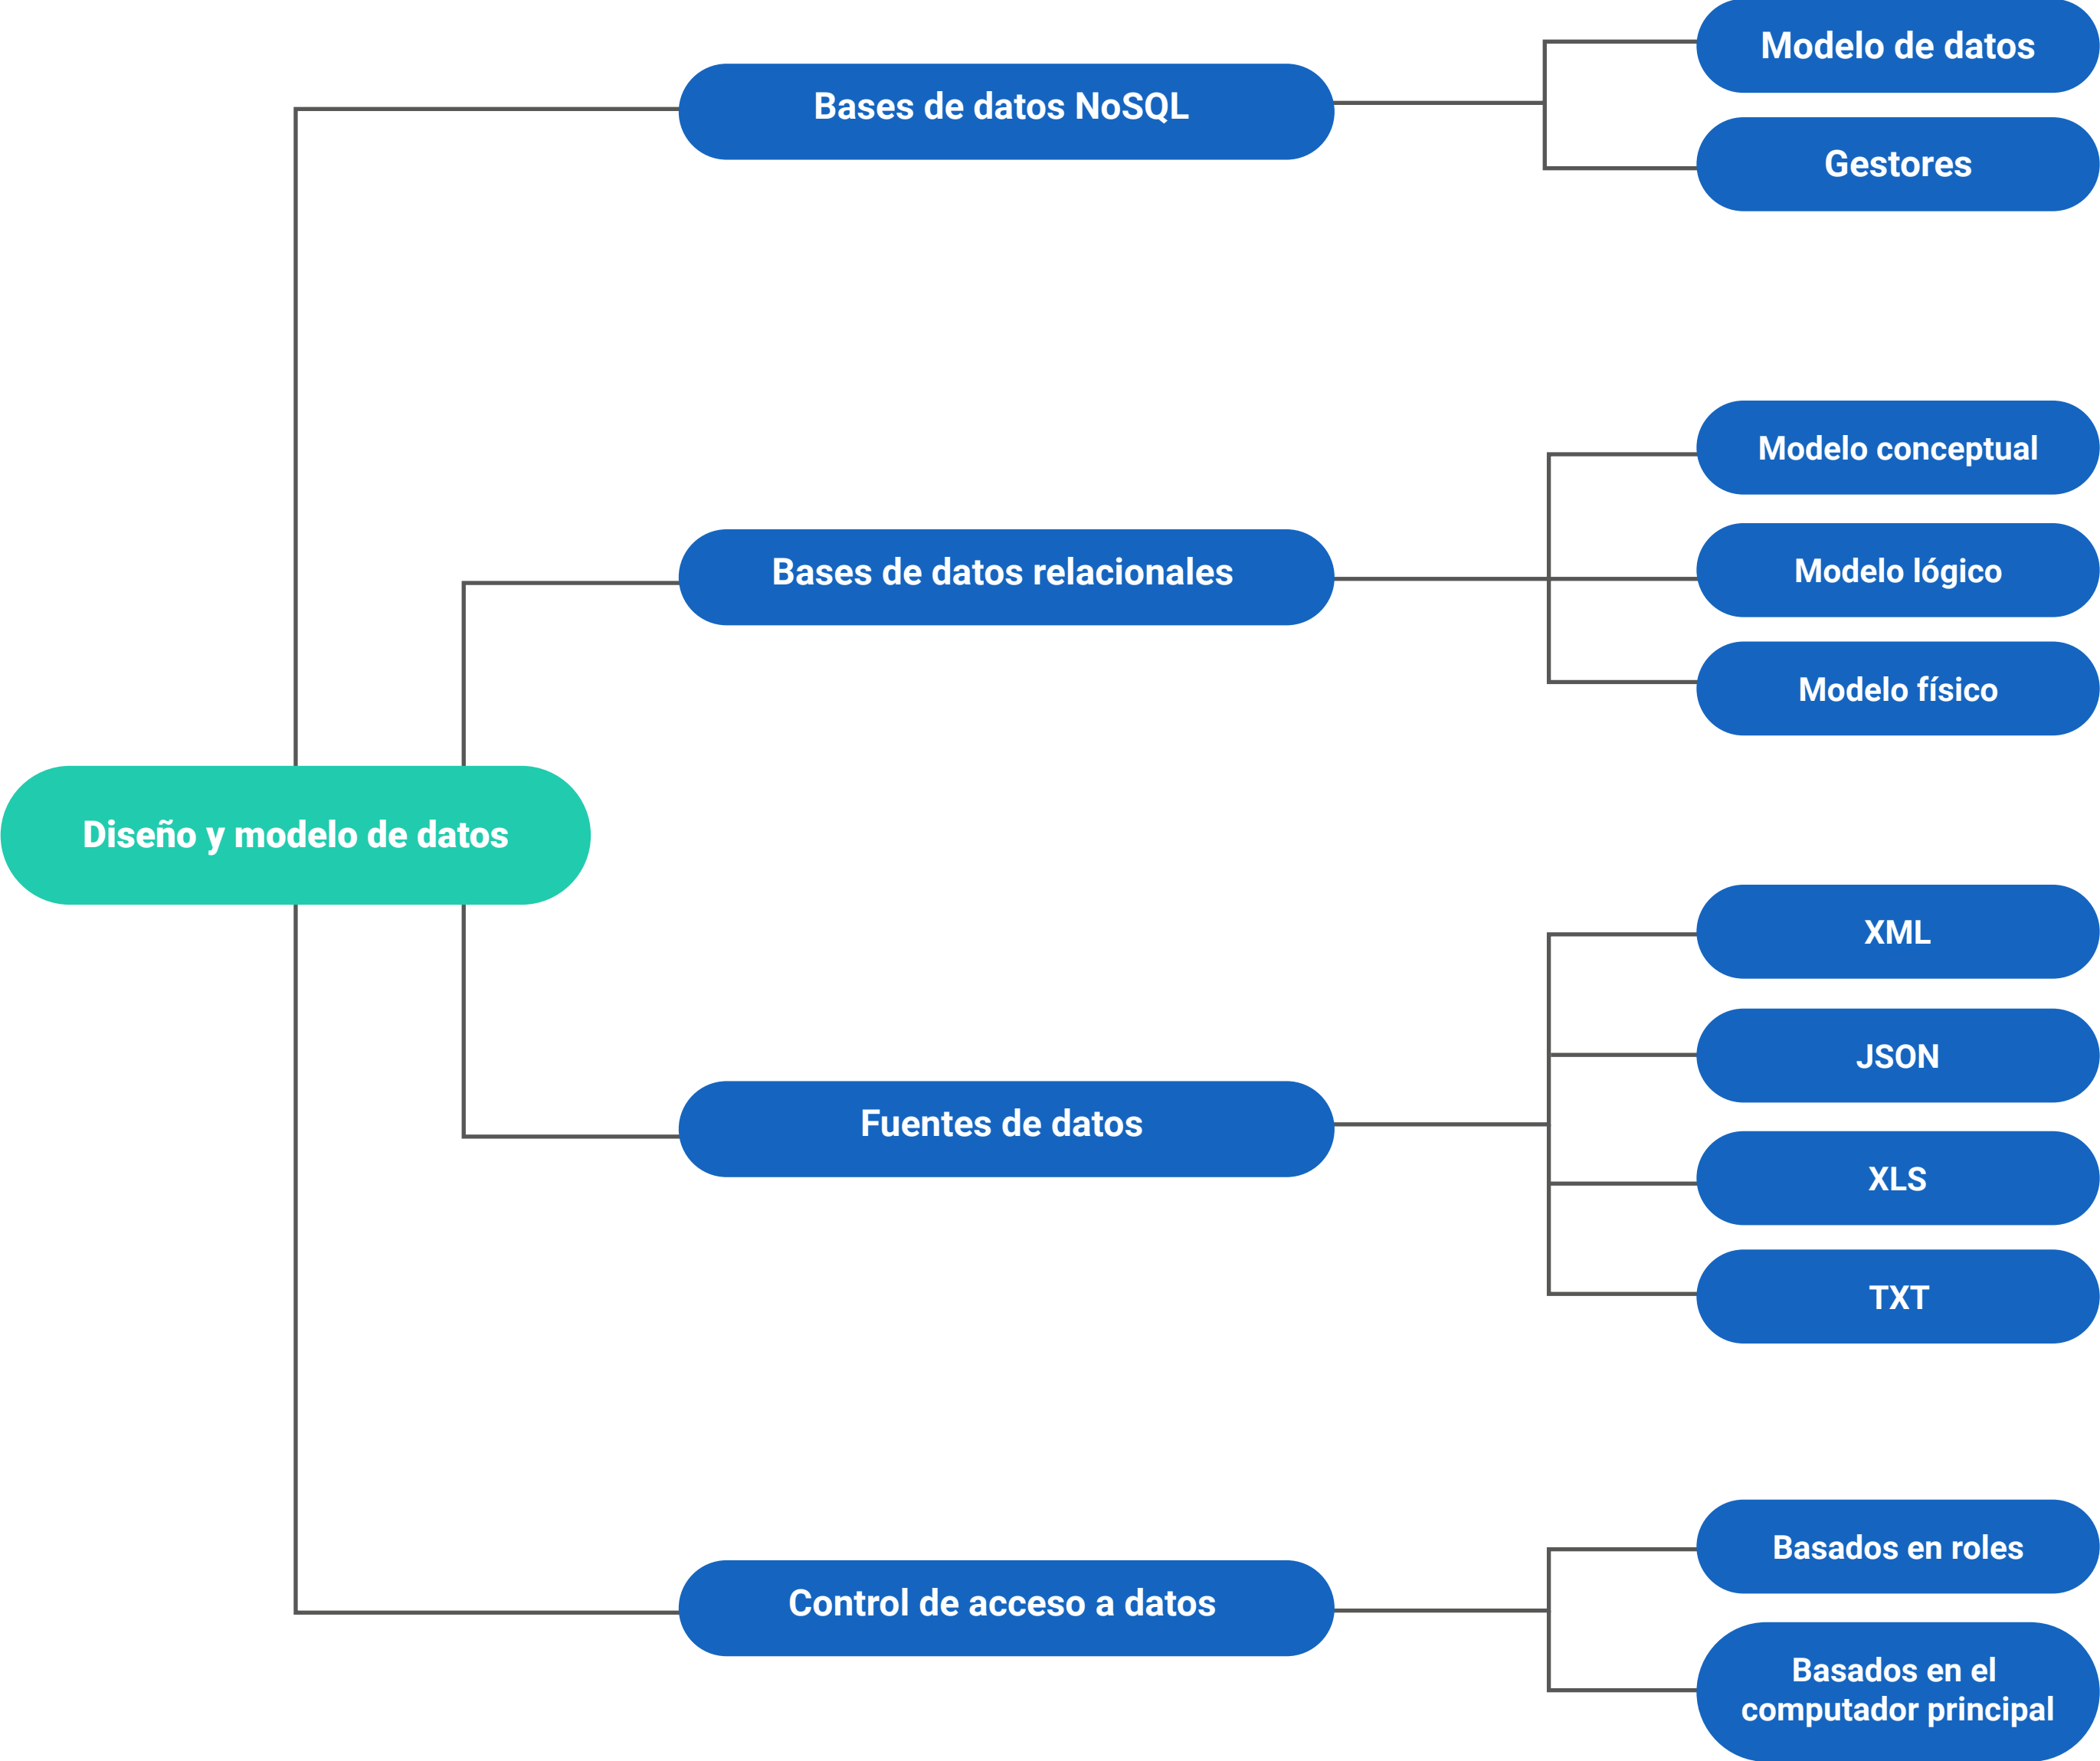 Diseño y modelo de datos
Bases de datos NoSQL
Modelo de datos
Gestores
Bases de datos relacionales
Modelo conceptual
Modelo lógico
Modelo físico
Fuentes de datos
XML
JSON
XLS
TXT
Control de acceso a datos
Basados en roles
Basados en el
computador principal